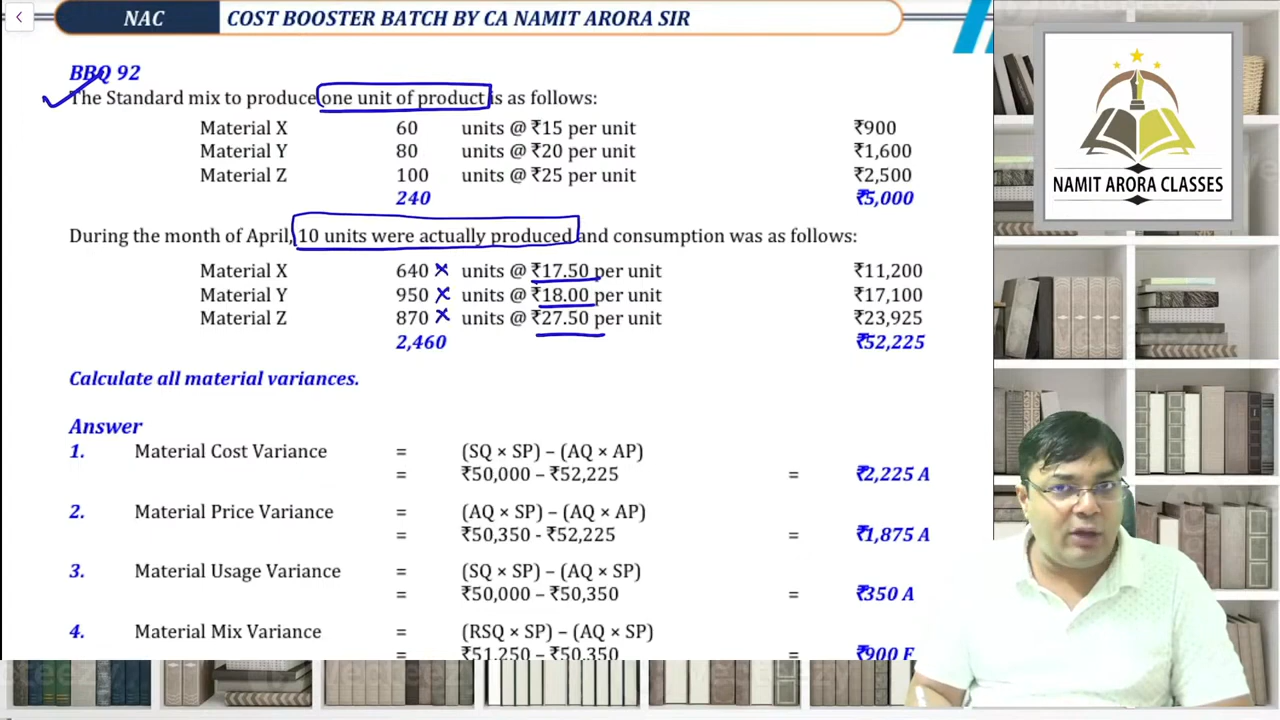 NAC COST BOOSTER BATCH BY CA NAMIT ARORA SIR
BBQ 92
The Standard mix to produce one unit of product is as follows:
Material X 60 units @ ₹15 per unit ₹900
Material Y 80 units @ ₹20 per unit ₹1,600
Material Z 100 units @ ₹25 per unit ₹2,500
240 ₹5,000
During the month of April, 10 units were actually produced and consumption was as follows:
Material X 640 units @ ₹17.50 per unit ₹11,200
Material Y 950 units @ ₹18.00 per unit ₹17,100
Material Z 870 units @ ₹27.50 per unit ₹23,925
2,460 ₹52,225
Calculate all material variances.
Answer
1. Material Cost Variance = (SQ × SP) – (AQ × AP)
= ₹50,000 – ₹52,225 = ₹2,225 A
2. Material Price Variance = (AQ × SP) – (AQ × AP)
= ₹50,350 - ₹52,225 = ₹1,875 A
3. Material Usage Variance = (SQ × SP) – (AQ × SP)
= ₹50,000 – ₹50,350 = ₹350 A
4. Material Mix Variance = (RSQ × SP) – (AQ × SP)
= ₹51,250 – ₹50,350 = ₹900 F
NAMIT ARORA CLASSES